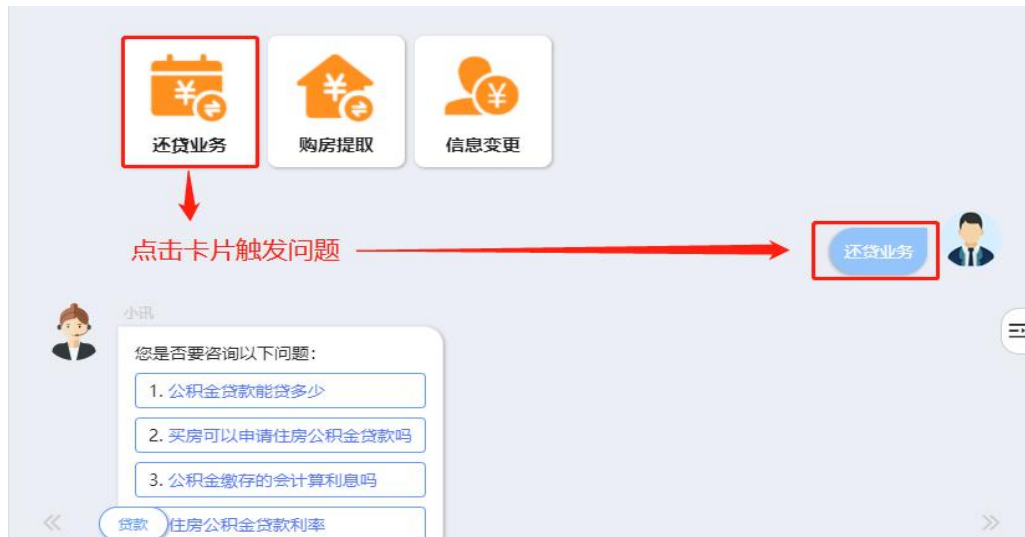 还贷业务
购房提取
信息变更
点击卡片触发问题
还贷业务
小讯
您是否要咨询以下问题：
1. 公积金贷款能贷多少
2. 买房可以申请住房公积金贷款吗
3. 公积金缴存的会计算利息吗
住房公积金贷款利率
贷款